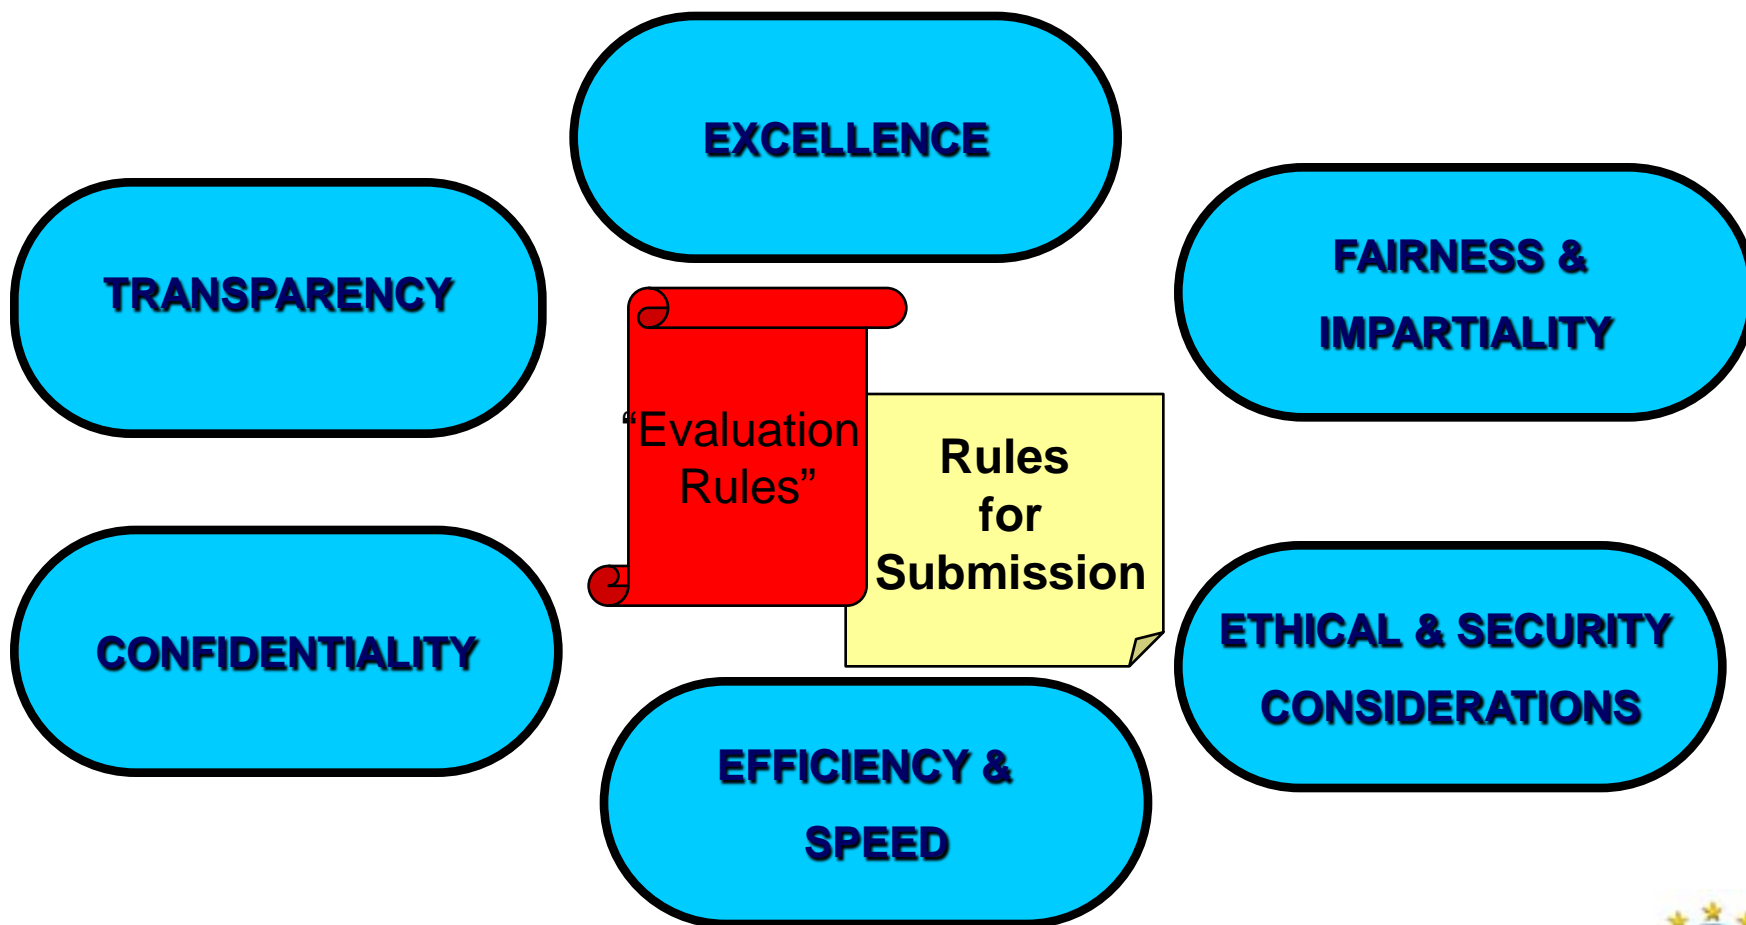 EXCELLENCE
TRANSPARENCY
FAIRNESS &
IMPARTIALITY
“Evaluation
Rules”
Rules
for
Submission
CONFIDENTIALITY
ETHICAL & SECURITY
CONSIDERATIONS
EFFICIENCY &
SPEED